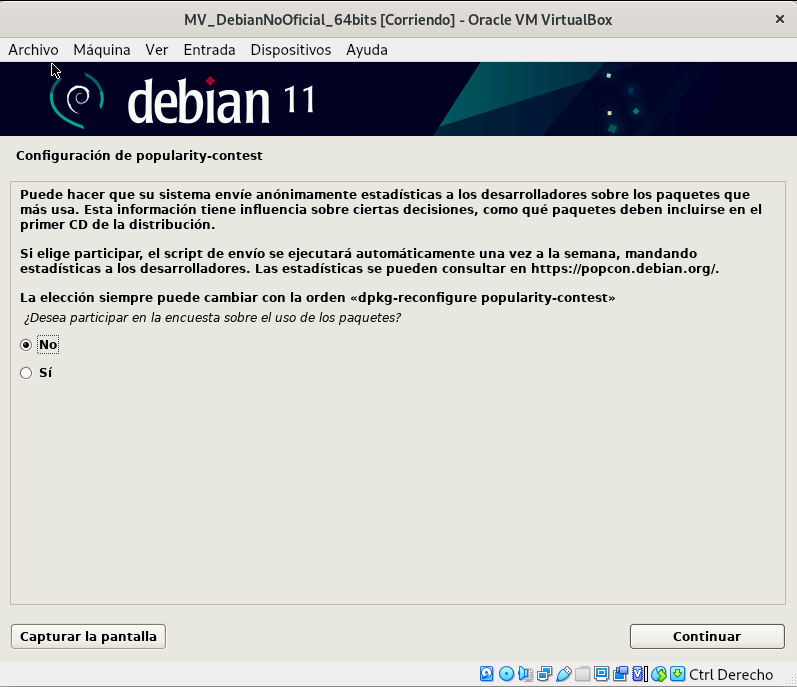 MV_DebianNoOficial_64bits [Corriendo] - Oracle VM VirtualBox
Archivo Máquina Ver Entrada Dispositivos Ayuda
debian 11
Configuración de popularity-contest
Puede hacer que su sistema envíe anónimamente estadísticas a los desarrolladores sobre los paquetes que
más usa. Esta información tiene influencia sobre ciertas decisiones, como qué paquetes deben incluirse en el
primer CD de la distribución.
Si elige participar, el script de envío se ejecutará automáticamente una vez a la semana, mandando
estadísticas a los desarrolladores. Las estadísticas se pueden consultar en https://popcon.debian.org/.
La elección siempre puede cambiar con la orden «dpkg-reconfigure popularity-contest»
¿Desea participar en la encuesta sobre el uso de los paquetes?
No
Sí
Capturar la pantalla Continuar
Ctrl Derecho